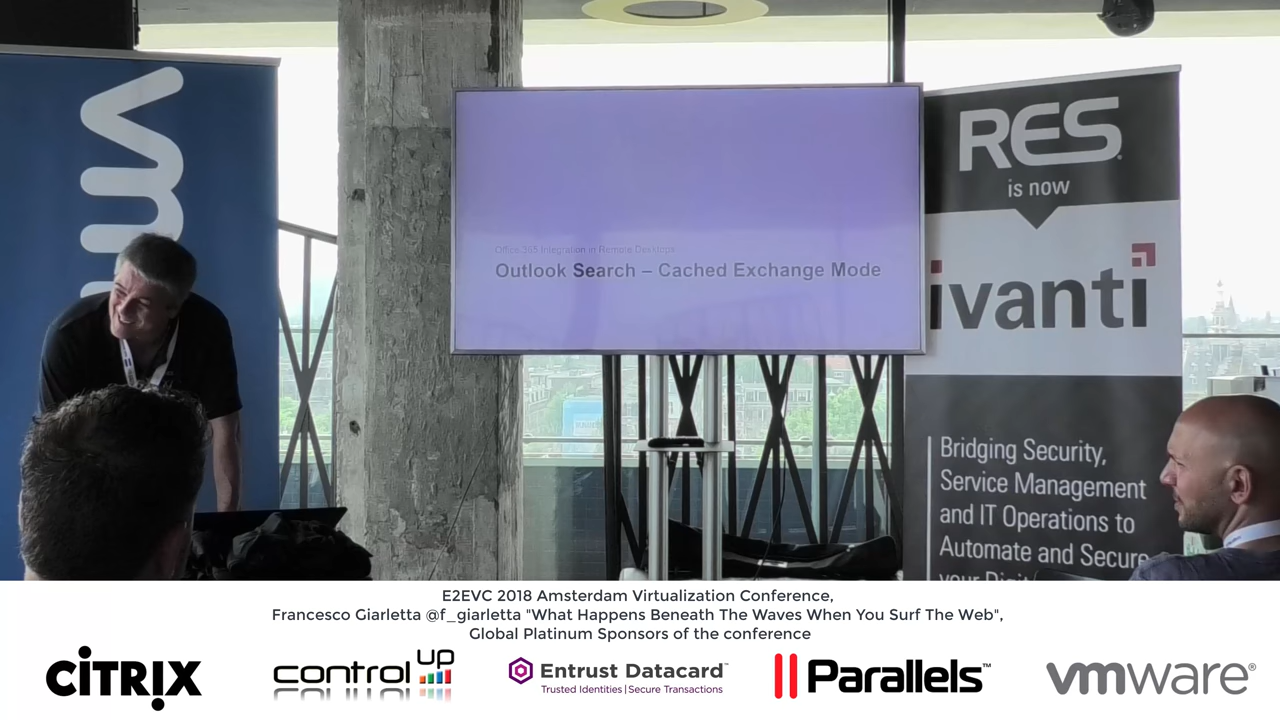 vm
Office 365 Integration in Remote Desktops
Outlook Search – Cached Exchange Mode
RES
is now
ivanti
Bridging Security,
Service Management
and IT Operations to
Automate and Secure
E2EVC 2018 Amsterdam Virtualization Conference,
Francesco Giarletta @f_giarletta "What Happens Beneath The Waves When You Surf The Web",
Global Platinum Sponsors of the conference
CiTRIX
control UP
Entrust Datacard™
Trusted Identities | Secure Transactions
Parallels™
vmware®